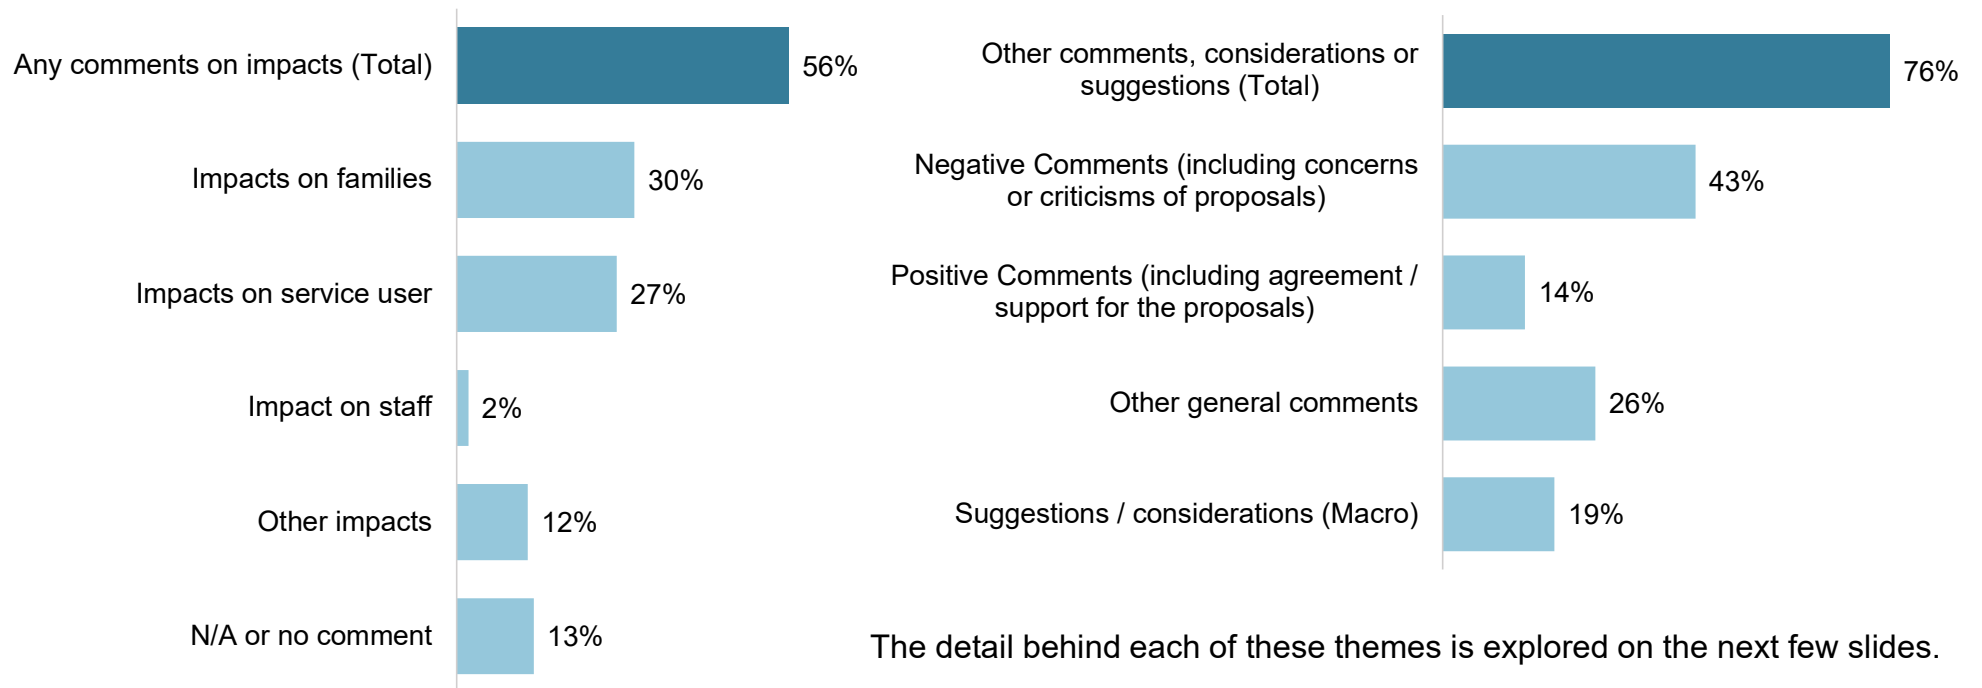 Any comments on impacts (Total)
56%
Impacts on families
30%
Impacts on service user
27%
Impact on staff
2%
Other impacts
12%
N/A or no comment
13%
Other comments, considerations or
suggestions (Total)
76%
Negative Comments (including concerns
or criticisms of proposals)
43%
Positive Comments (including agreement /
support for the proposals)
14%
Other general comments
26%
Suggestions / considerations (Macro)
19%
The detail behind each of these themes is explored on the next few slides.